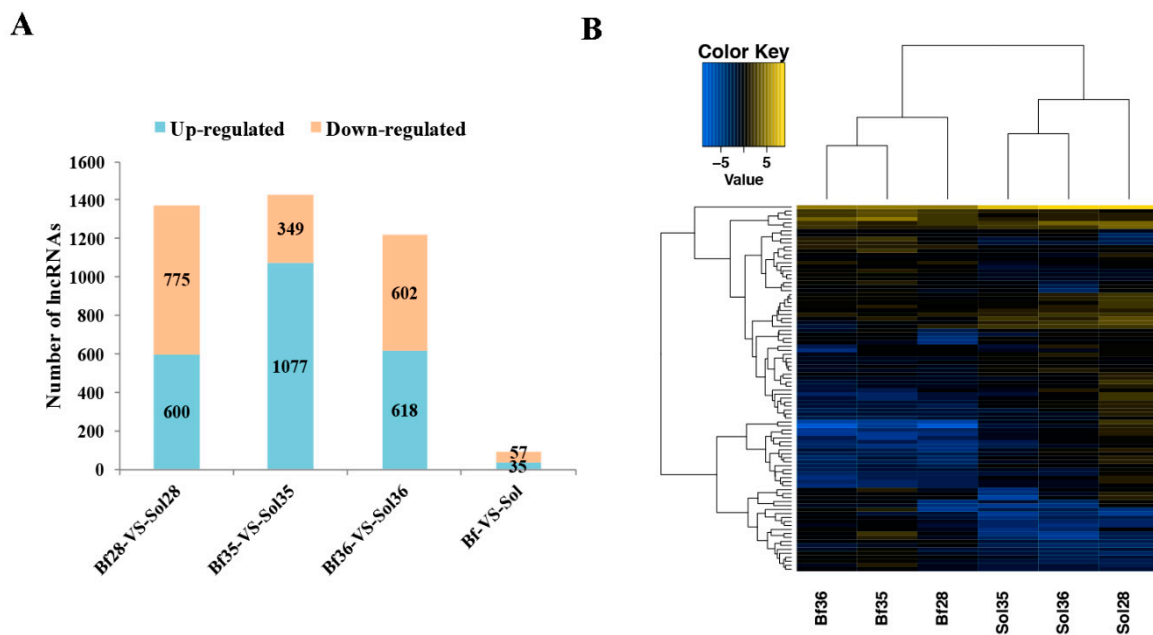 A
B
Color Key
-5 5
Value
Up-regulated Down-regulated
Number of lncRNAs
1600
1400
1200
1000
800
600
400
200
0
775
600
349
1077
602
618
57
35
Bf28-VS-Sol28
Bf35-VS-Sol35
Bf36-VS-Sol36
Bf-VS-Sol
Bf36
Bf35
Bf28
Sol35
Sol36
Sol28